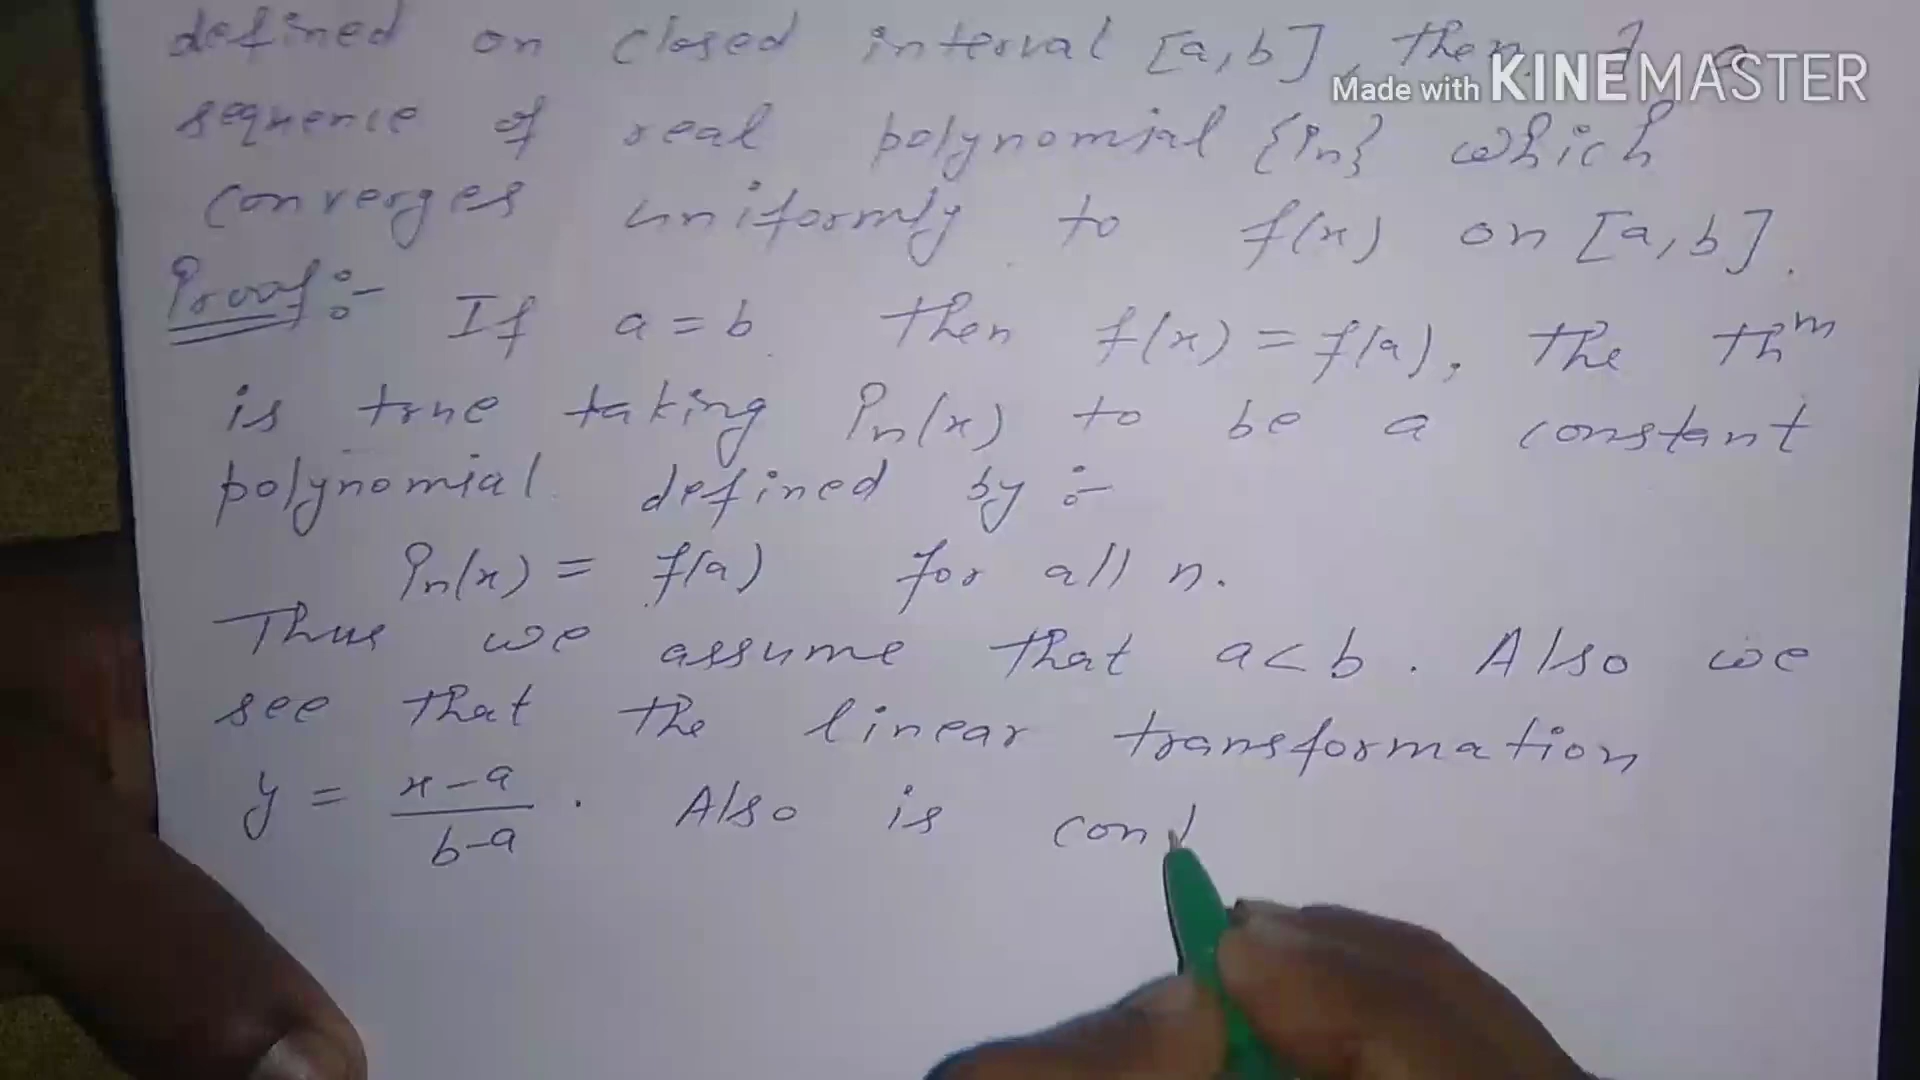 defined on closed interval [a,b], then ∃ a
Made with KINEMASTER
sequence of real polynomial {Pn} which
converges uniformly to f(x) on [a,b].
Proof:- If a=b then f(x) = f(a), the thm
is true taking Pn(x) to be a constant
polynomial defined by :-
Pn(x) = f(a) for all n.
Thus we assume that a<b. Also we
see that the linear transformation
y = x-a / b-a . Also is con